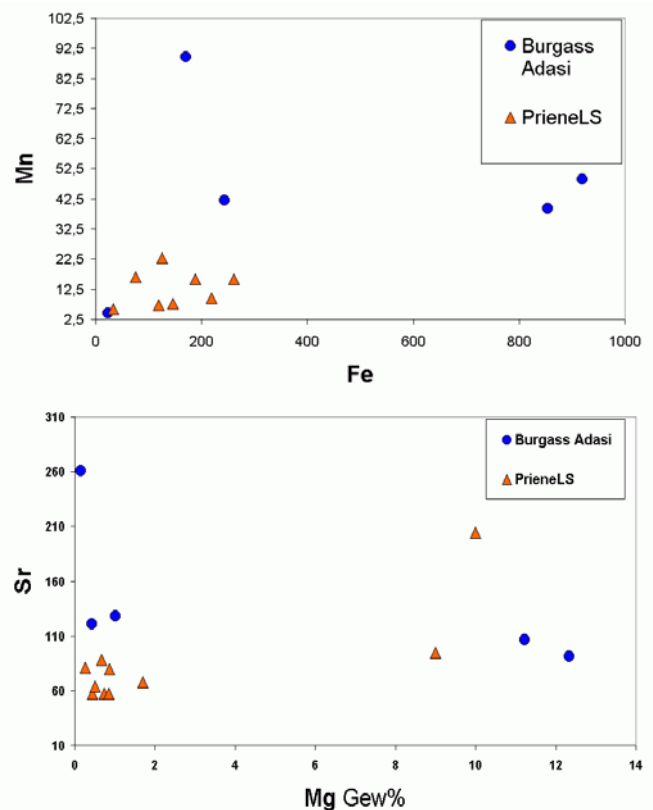 102,5
92,5
82,5
72,5
62,5
52,5
42,5
32,5
22,5
12,5
2,5
Mn
0 200 400 600 800 1000
Fe
Burgass
Adasi
PrieneLS
310
260
210
160
110
60
10
Sr
0 2 4 6 8 10 12 14
Mg Gew%
Burgass Adasi
PrieneLS